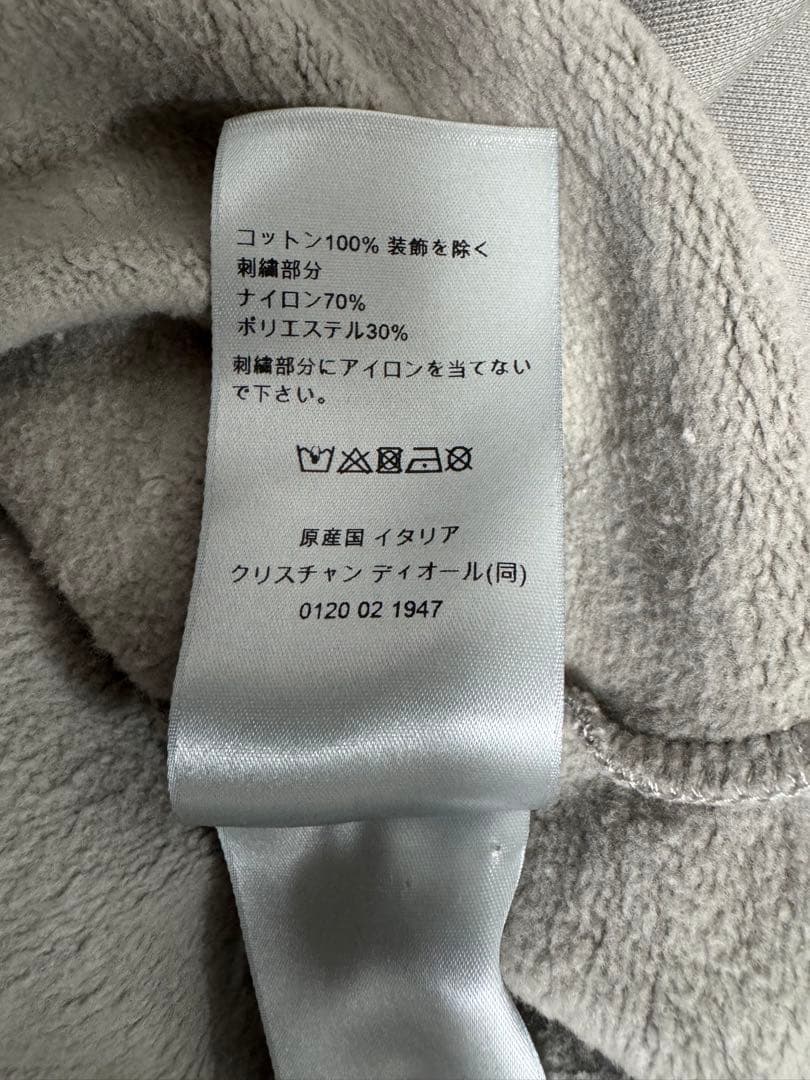 コットン100% 装飾を除く
刺繍部分
ナイロン70%
ポリエステル30%
刺繍部分にアイロンを当てない
で下さい。
原産国 イタリア
クリスチャン ディオール(同)
0120 02 1947